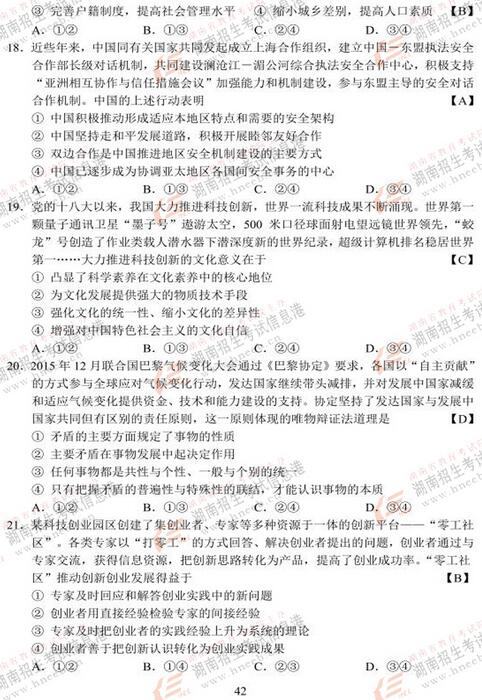 ③ 完善户籍制度，提高社会管理水平 ④ 缩小城乡差别，提高人口素质 【B】
A．①② B．①③ C．②④ D．③④
18．近些年来，中国同有关国家共同发起成立上海合作组织，建立中国－东盟执法安全
合作部长级对话机制，共同建设澜沧江－湄公河综合执法安全合作中心，积极支持
“亚洲相互协作与信任措施会议”加强能力和机制建设，参与东盟主导的安全对话
合作机制。中国的上述行动表明 【A】
① 中国积极推动形成适应本地区特点和需要的安全架构
② 中国坚持走和平发展道路，积极开展睦邻友好合作
③ 双边合作是中国推进地区安全机制建设的主要方式
④ 中国已逐步成为协调亚太地区各国间安全事务的中心
A．①② B．①③ C．②④ D．③④
19．党的十八大以来，我国大力推进科技创新，世界一流科技成果不断涌现。世界第一
颗量子通讯卫星“墨子号”遨游太空，500 米口径球面射电望远镜世界领先，“蛟
龙”号创造了作业类载人潜水器下潜深度新的世界纪录，超级计算机排名稳居世界
第一……大力推进科技创新的文化意义在于 【C】
① 凸显了科学素养在文化素养中的核心地位
② 为文化发展提供强大的物质技术手段
③ 强化文化的统一性、缩小文化的差异性
④ 增强对中国特色社会主义的文化自信
A．①② B．①③ C．②④ D．③④
20．2015 年 12 月联合国巴黎气候变化大会通过《巴黎协定》要求，各国以“自主贡献”
的方式参与全球应对气候变化行动，发达国家继续带头减排，并对发展中国家减缓
和适应气候变化提供资金、技术和能力建设的支持。协定坚持了发达国家与发展中
国家共同但有区别的责任原则，这一原则体现的唯物辩证法道理是 【D】
① 矛盾的主要方面规定了事物的性质
② 主要矛盾在事物发展中起决定作用
③ 任何事物都是共性与个性、一般与个别的统一
④ 只有把握矛盾的普遍性与特殊性的联结，才能认识事物的本质
A．①② B．①③ C．②④ D．③④
21．某科技创业园区创建了集创业者、专家等多种资源于一体的创新平台——“零工社
区”。各类专家以“打零工”的方式回答、解决创业者提出的问题，创业者通过与
专家交流，获得信息资源，把创新思路转化为产品，提高了创业成功率。“零工社
区”推动创新创业发展得益于 【B】
① 专家及时回应和解答创业实践中的新问题
② 创业者用直接经验检验专家的间接经验
③ 专家及时把创业者的实践经验上升为系统的理论
④ 创业者善于把创新认识转化为创业实践成果
A．①② B．①④ C．②③ D．③④
42